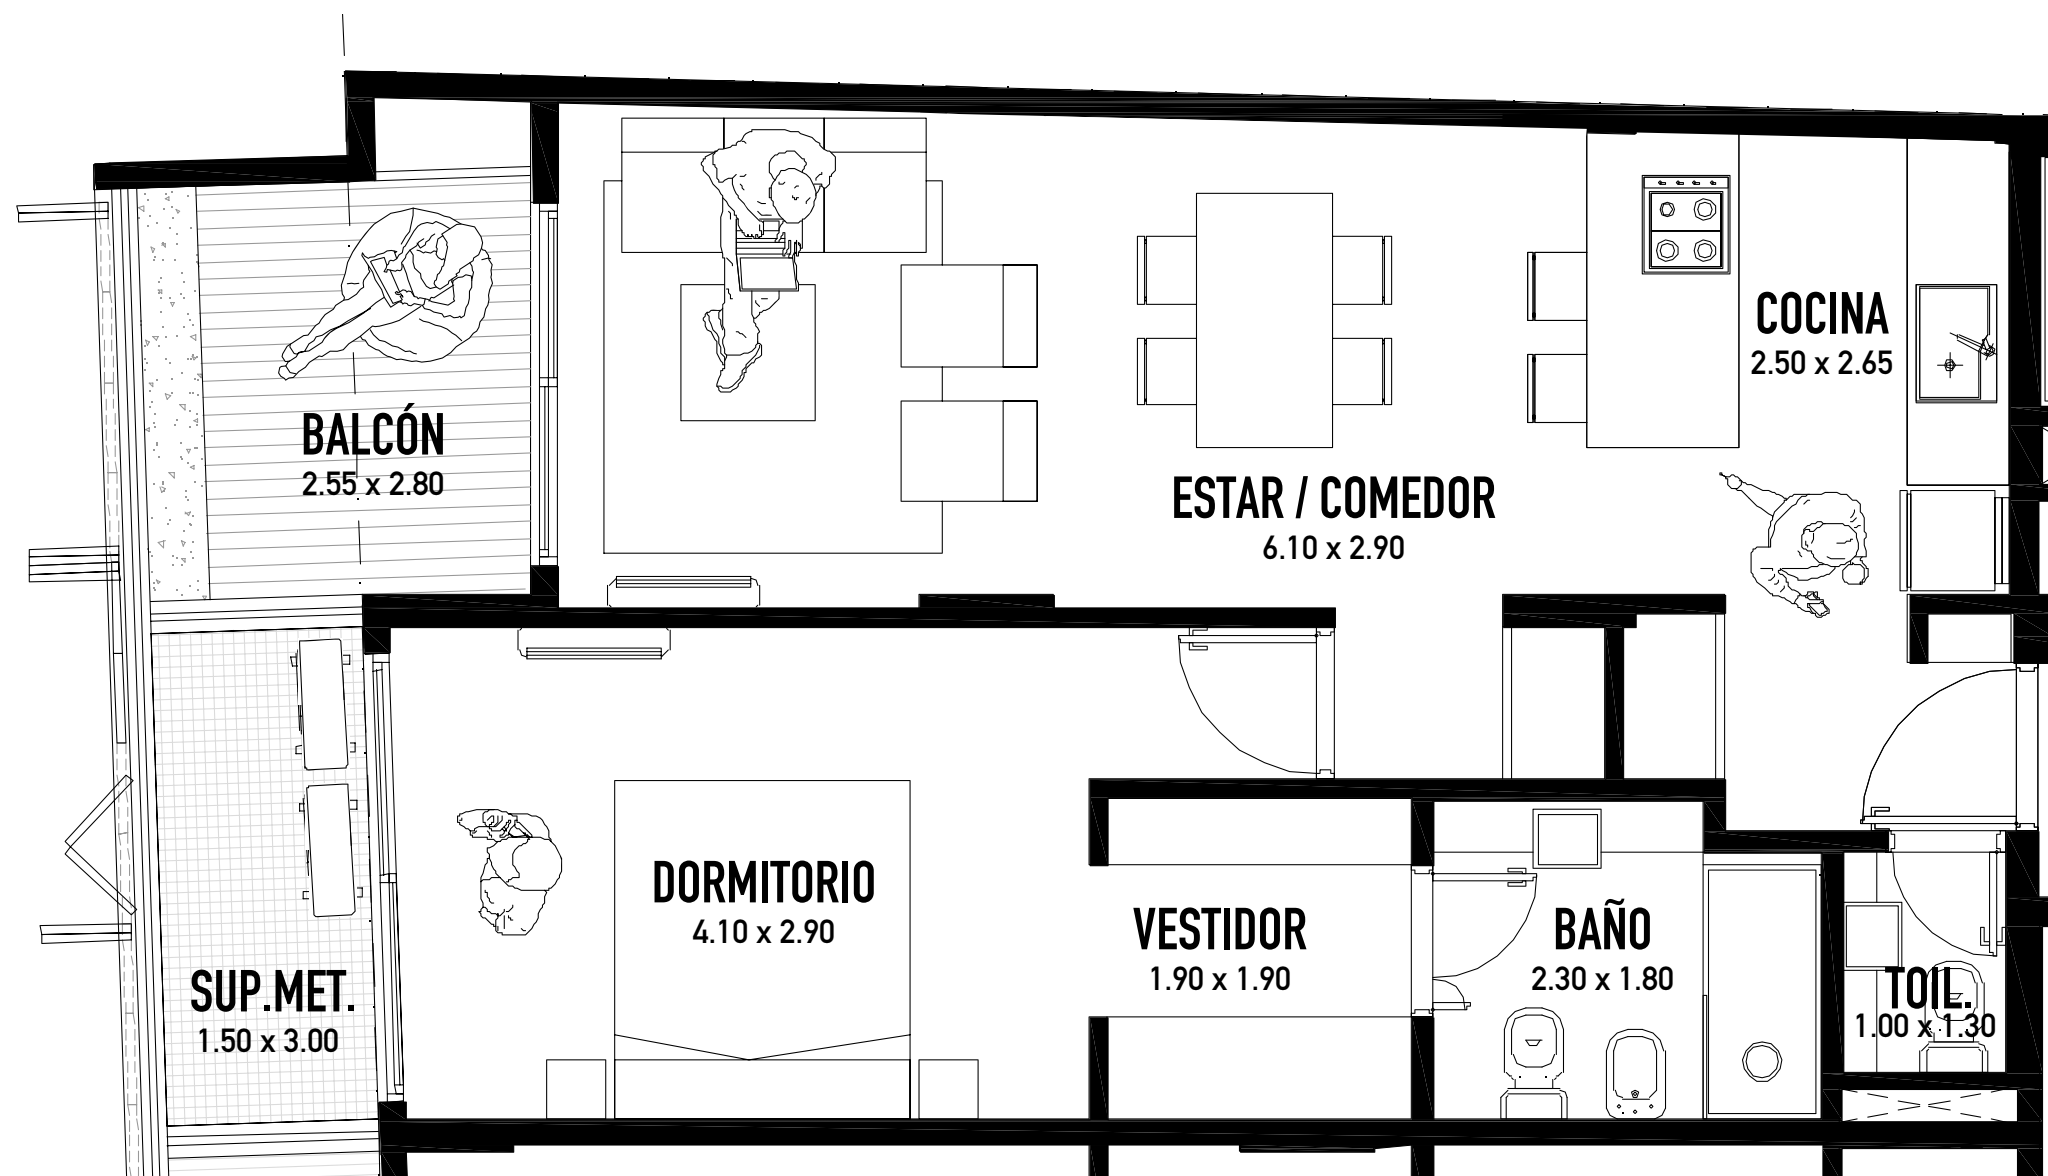 COCINA
2.50 x 2.65
BALCÓN
2.55 x 2.80
ESTAR / COMEDOR
6.10 x 2.90
DORMITORIO
4.10 x 2.90
VESTIDOR
1.90 x 1.90
BAÑO
2.30 x 1.80
SUP.MET.
1.50 x 3.00
TOIL.
1.00 x 1.30